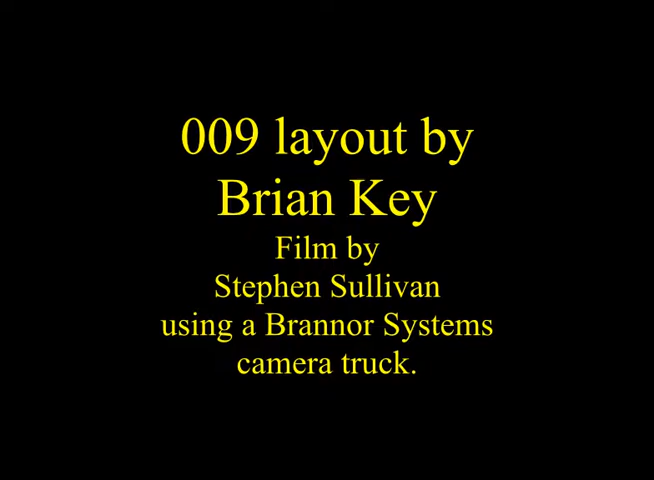 009 layout by
Brian Key
Film by
Stephen Sullivan
using a Brannor Systems
camera truck.